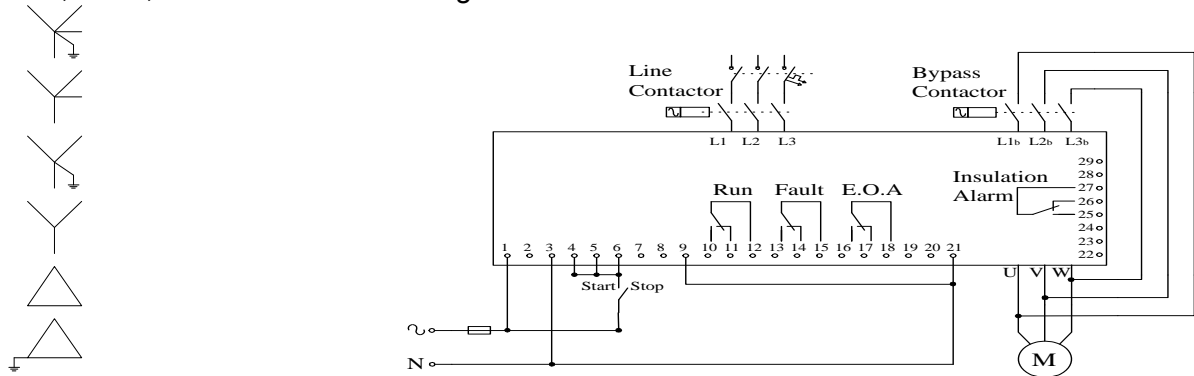 Line
Contactor
Bypass
Contactor
L1 L2 L3
L1b L2b L3b
Run Fault E.O.A
Insulation
Alarm
29
28
27
26
25
24
23
22
1 2 3 4 5 6 7 8 9 10 11 12 13 14 15 16 17 18 19 20 21
Start Stop
U V W
N
M